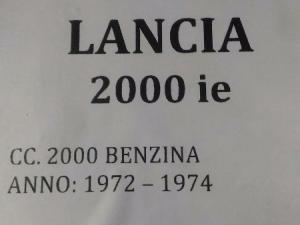 LANCIA
2000 ie
CC. 2000 BENZINA
ANNO: 1972 – 1974